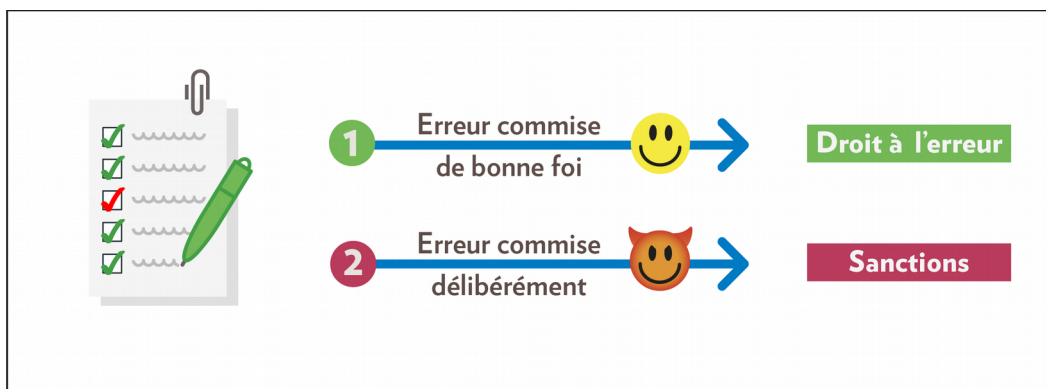 1
Erreur commise
de bonne foi
Droit à l'erreur
2
Erreur commise
délibérément
Sanctions